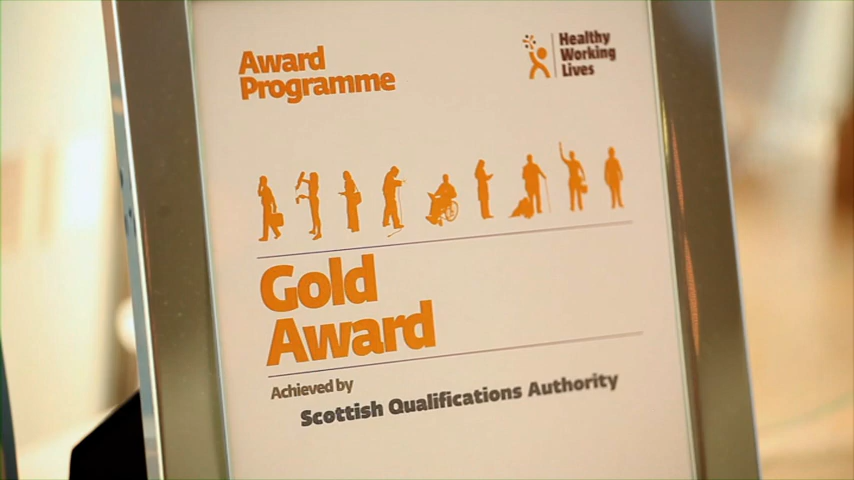 Award
Programme
Healthy
Working
Lives
Gold
Award
Achieved by
Scottish Qualifications Authority